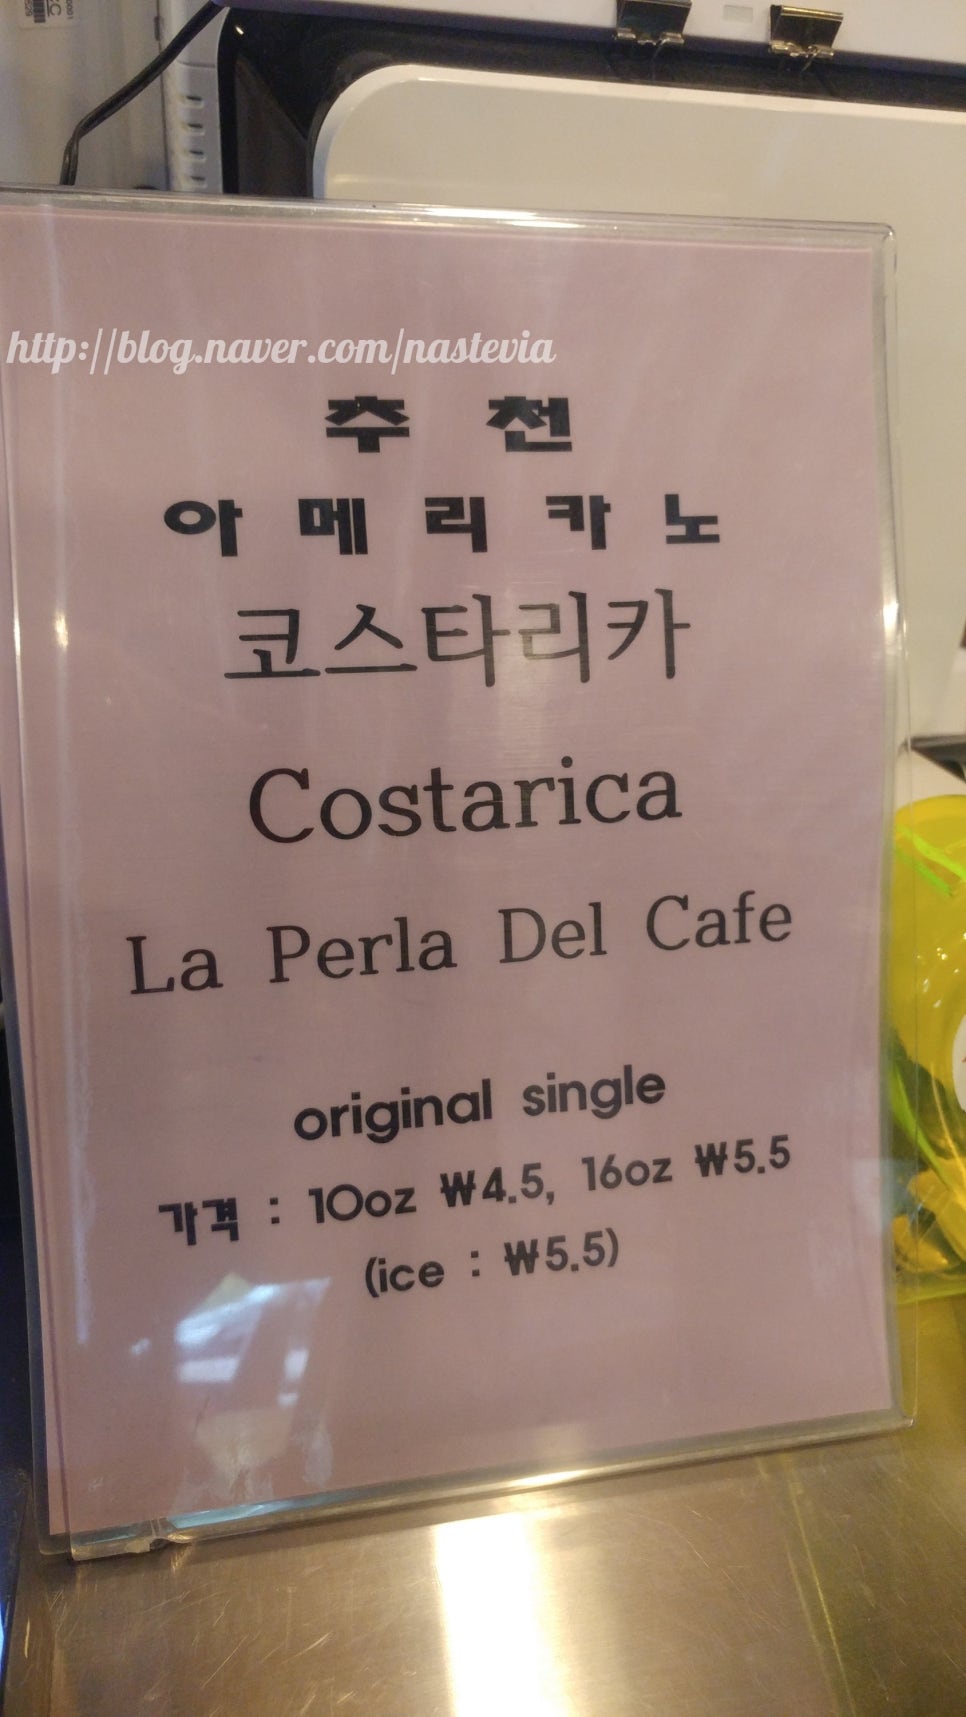 http://blog.naver.com/nastevia
추 천
아 메 리 카 노
코스타리카
Costarica
La Perla Del Cafe
original single
가격 : 10oz ₩4.5, 16oz ₩5.5
(ice : ₩5.5)